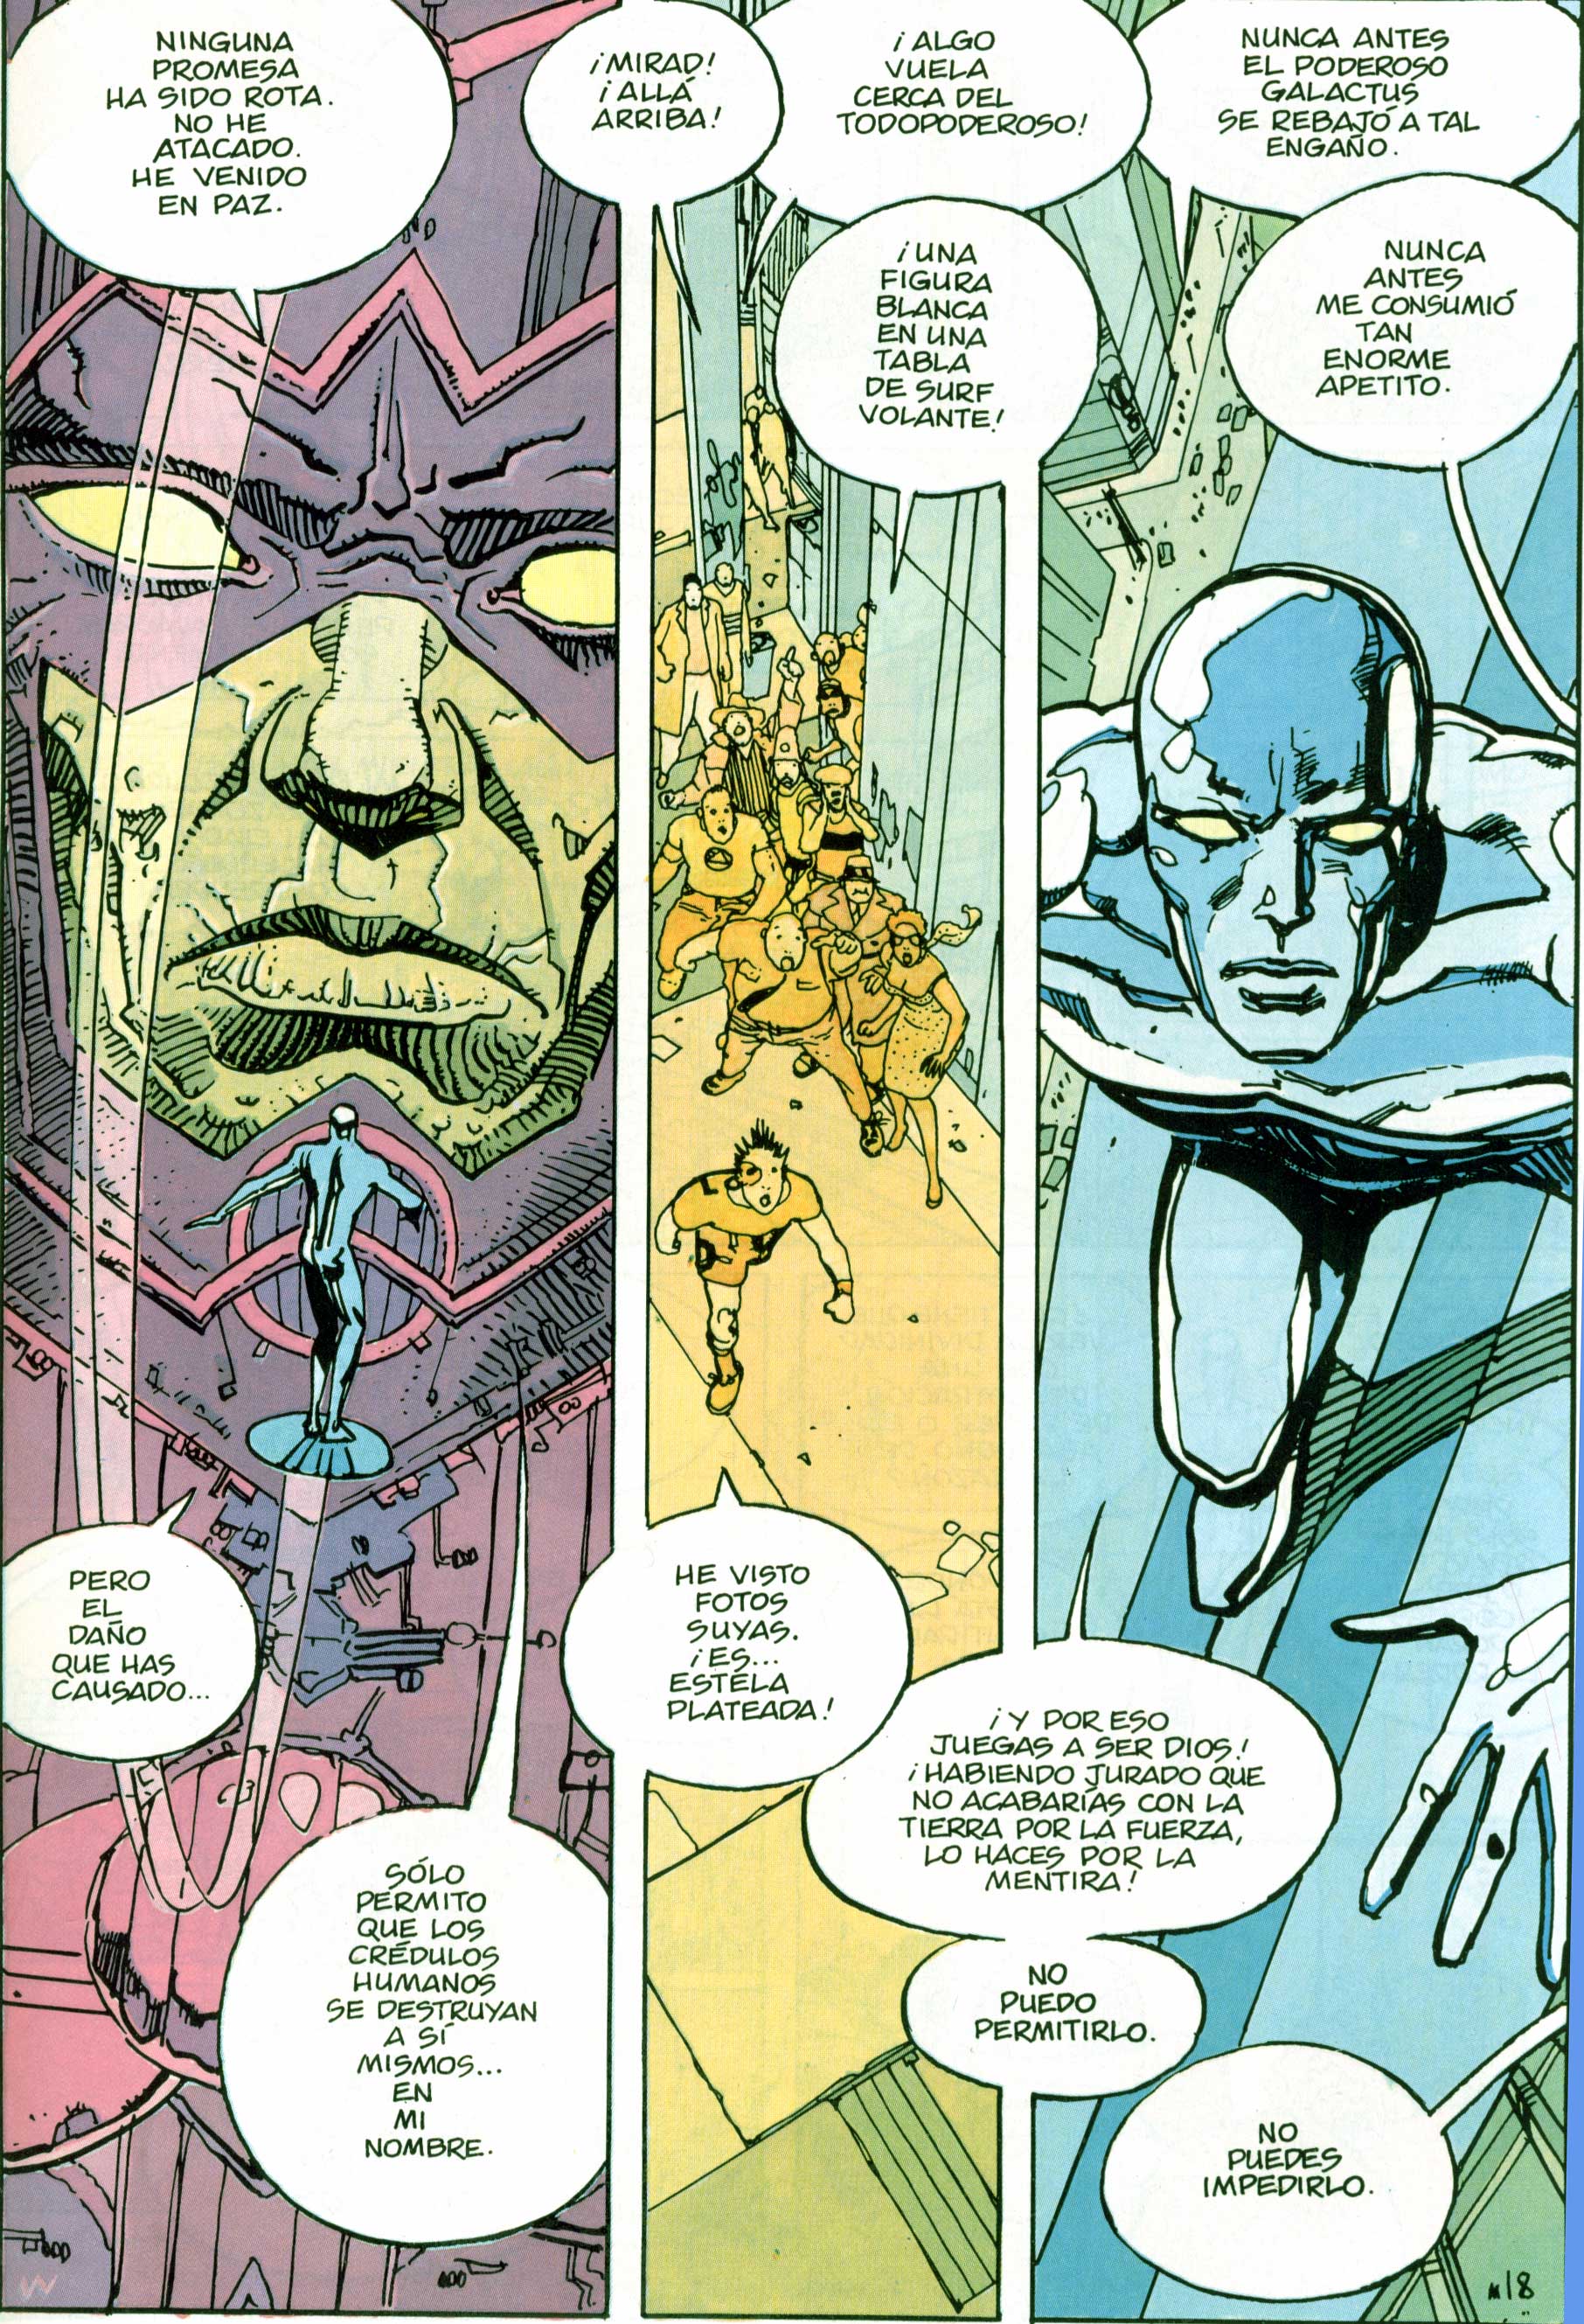 NINGUNA
PROMESA
HA SIDO ROTA.
NO HE
ATACADO.
HE VENIDO
EN PAZ.
PERO
EL
DAÑO
QUE HAS
CAUSADO...
SÓLO
PERMITO
QUE LOS
CRÉDULOS
HUMANOS
SE DESTRUYAN
A SÍ
MISMOS...
EN
MI
NOMBRE.
¡MIRAD!
¡ALLÁ
ARRIBA!
¡ALGO
VUELA
CERCA DEL
TODOPODEROSO!
¡UNA
FIGURA
BLANCA
EN UNA
TABLA
DE SURF
VOLANTE!
HE VISTO
FOTOS
SUYAS.
¡ES...
ESTELA
PLATEADA!
NUNCA ANTES
EL PODEROSO
GALACTUS
SE REBAJÓ A TAL
ENGAÑO.
NUNCA
ANTES
ME CONSUMIÓ
TAN
ENORME
APETITO.
¡Y POR ESO
JUEGAS A SER DIOS!
¡HABIENDO JURADO QUE
NO ACABARÍAS CON LA
TIERRA POR LA FUERZA,
LO HACES POR LA
MENTIRA!
NO
PUEDO
PERMITIRLO.
NO
PUEDES
IMPEDIRLO.
18